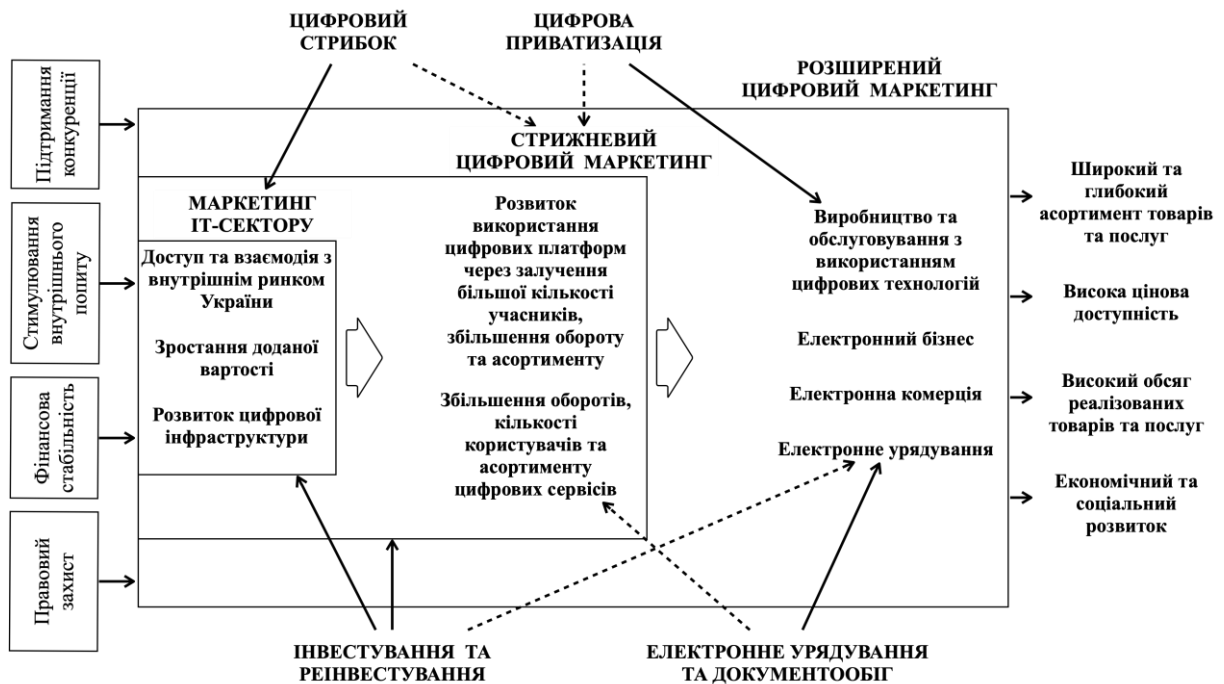 ЦИФРОВИЙ
СТРИБОК
ЦИФРОВА
ПРИВАТИЗАЦІЯ
РОЗШИРЕНИЙ
ЦИФРОВИЙ МАРКЕТИНГ
Підтримання
конкуренції
Стимулювання
внутрішнього
попиту
Фінансова
стабільність
Правовий
захист
МАРКЕТИНГ
ІТ-СЕКТОРУ
Доступ та взаємодія з
внутрішнім ринком
України
Зростання доданої
вартості
Розвиток цифрової
інфраструктури
СТРИЖНЕВИЙ
ЦИФРОВИЙ МАРКЕТИНГ
Розвиток
використання
цифрових платформ
через залучення
більшої кількості
учасників,
збільшення обороту
та асортименту
Збільшення оборотів,
кількості
користувачів та
асортименту
цифрових сервісів
Виробництво та
обслуговування з
використанням
цифрових технологій
Електронний бізнес
Електронна комерція
Електронне урядування
Широкий та
глибокий
асортимент товарів
та послуг
Висока цінова
доступність
Високий обсяг
реалізованих
товарів та послуг
Економічний та
соціальний
розвиток
ІНВЕСТУВАННЯ ТА
РЕІНВЕСТУВАННЯ
ЕЛЕКТРОННЕ УРЯДУВАННЯ
ТА ДОКУМЕНТООБІГ